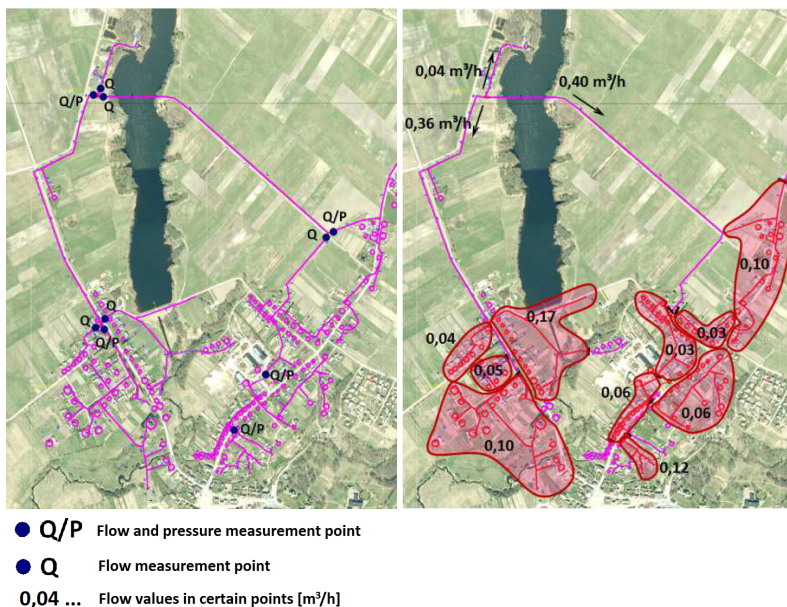 Q
Q/P
Q
Q/P
Q
Q
Q
Q/P
Q/P
Q/P
0,04 m³/h
0,40 m³/h
0,36 m³/h
0,10
0,17
0,04
0,03
0,03
0,05
0,06
0,06
0,10
0,12
Q/P Flow and pressure measurement point
Q Flow measurement point
0,04 ... Flow values in certain points [m³/h]